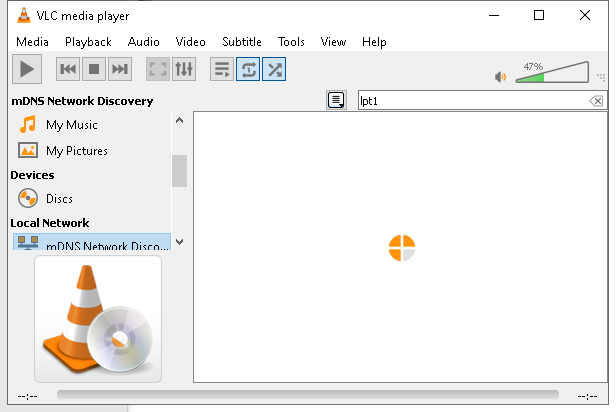 VLC media player
Media Playback Audio Video Subtitle Tools View Help
47%
mDNS Network Discovery
lpt1
My Music
My Pictures
Devices
Discs
Local Network
mDNS Network Disco...
--:-- --:--